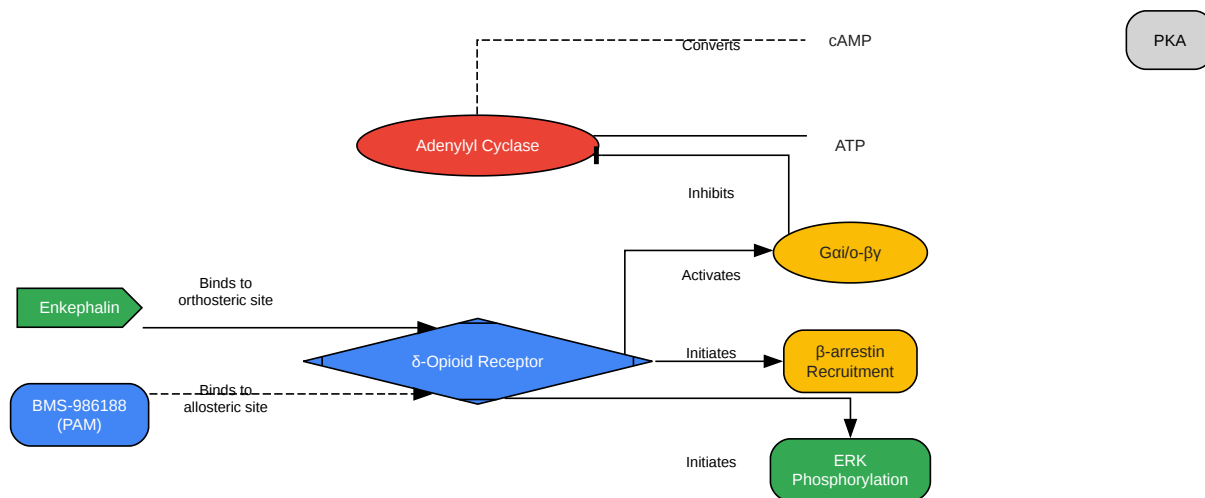 Converts
cAMP
PKA
Adenylyl Cyclase
ATP
Inhibits
Gαi/o-βγ
Activates
Binds to
orthosteric site
Enkephalin
δ-Opioid Receptor
Initiates
β-arrestin
Recruitment
Binds to
allosteric site
BMS-986188
(PAM)
Initiates
ERK
Phosphorylation